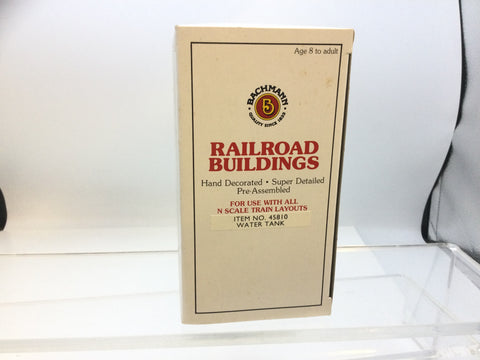 Age 8 to adult
BACHMANN
B
QUALITY SINCE 1833
RAILROAD
BUILDINGS
Hand Decorated • Super Detailed
Pre-Assembled
FOR USE WITH ALL
N SCALE TRAIN LAYOUTS
ITEM NO. 45810
WATER TANK